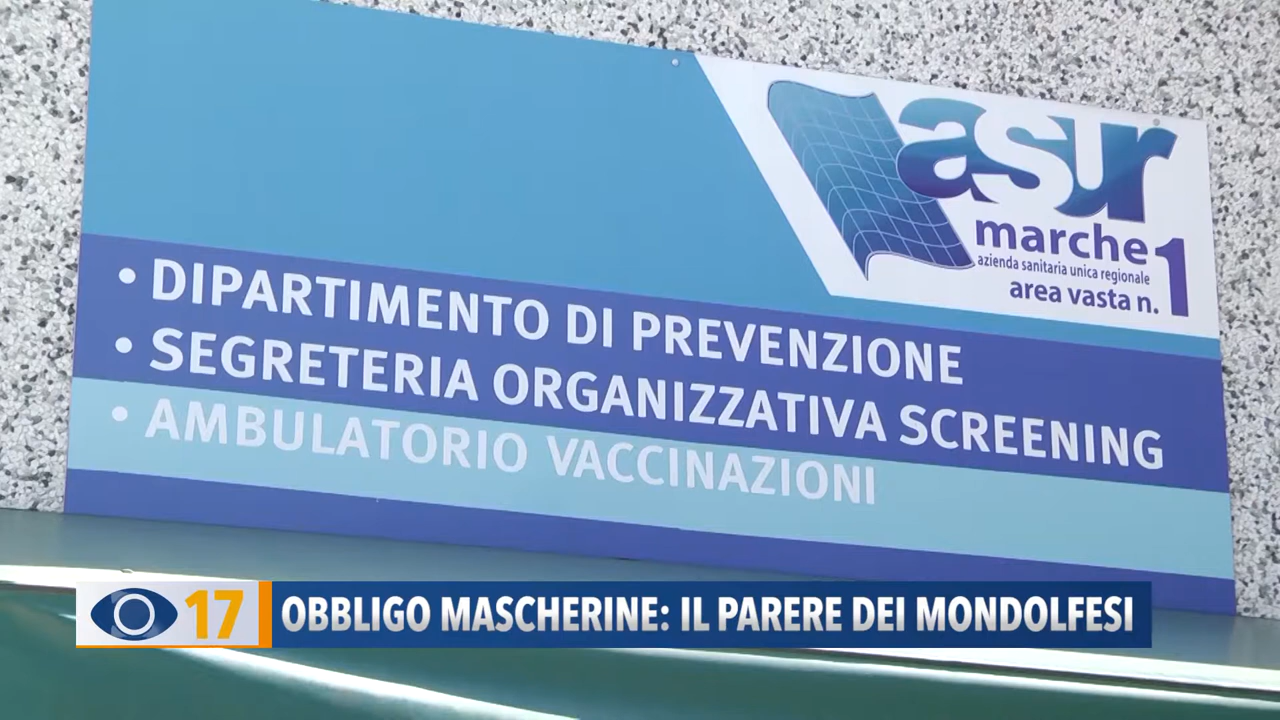 asur
marche
azienda sanitaria unica regionale
area vasta n. 1
• DIPARTIMENTO DI PREVENZIONE
• SEGRETERIA ORGANIZZATIVA SCREENING
• AMBULATORIO VACCINAZIONI
17
OBBLIGO MASCHERINE: IL PARERE DEI MONDOLFESI